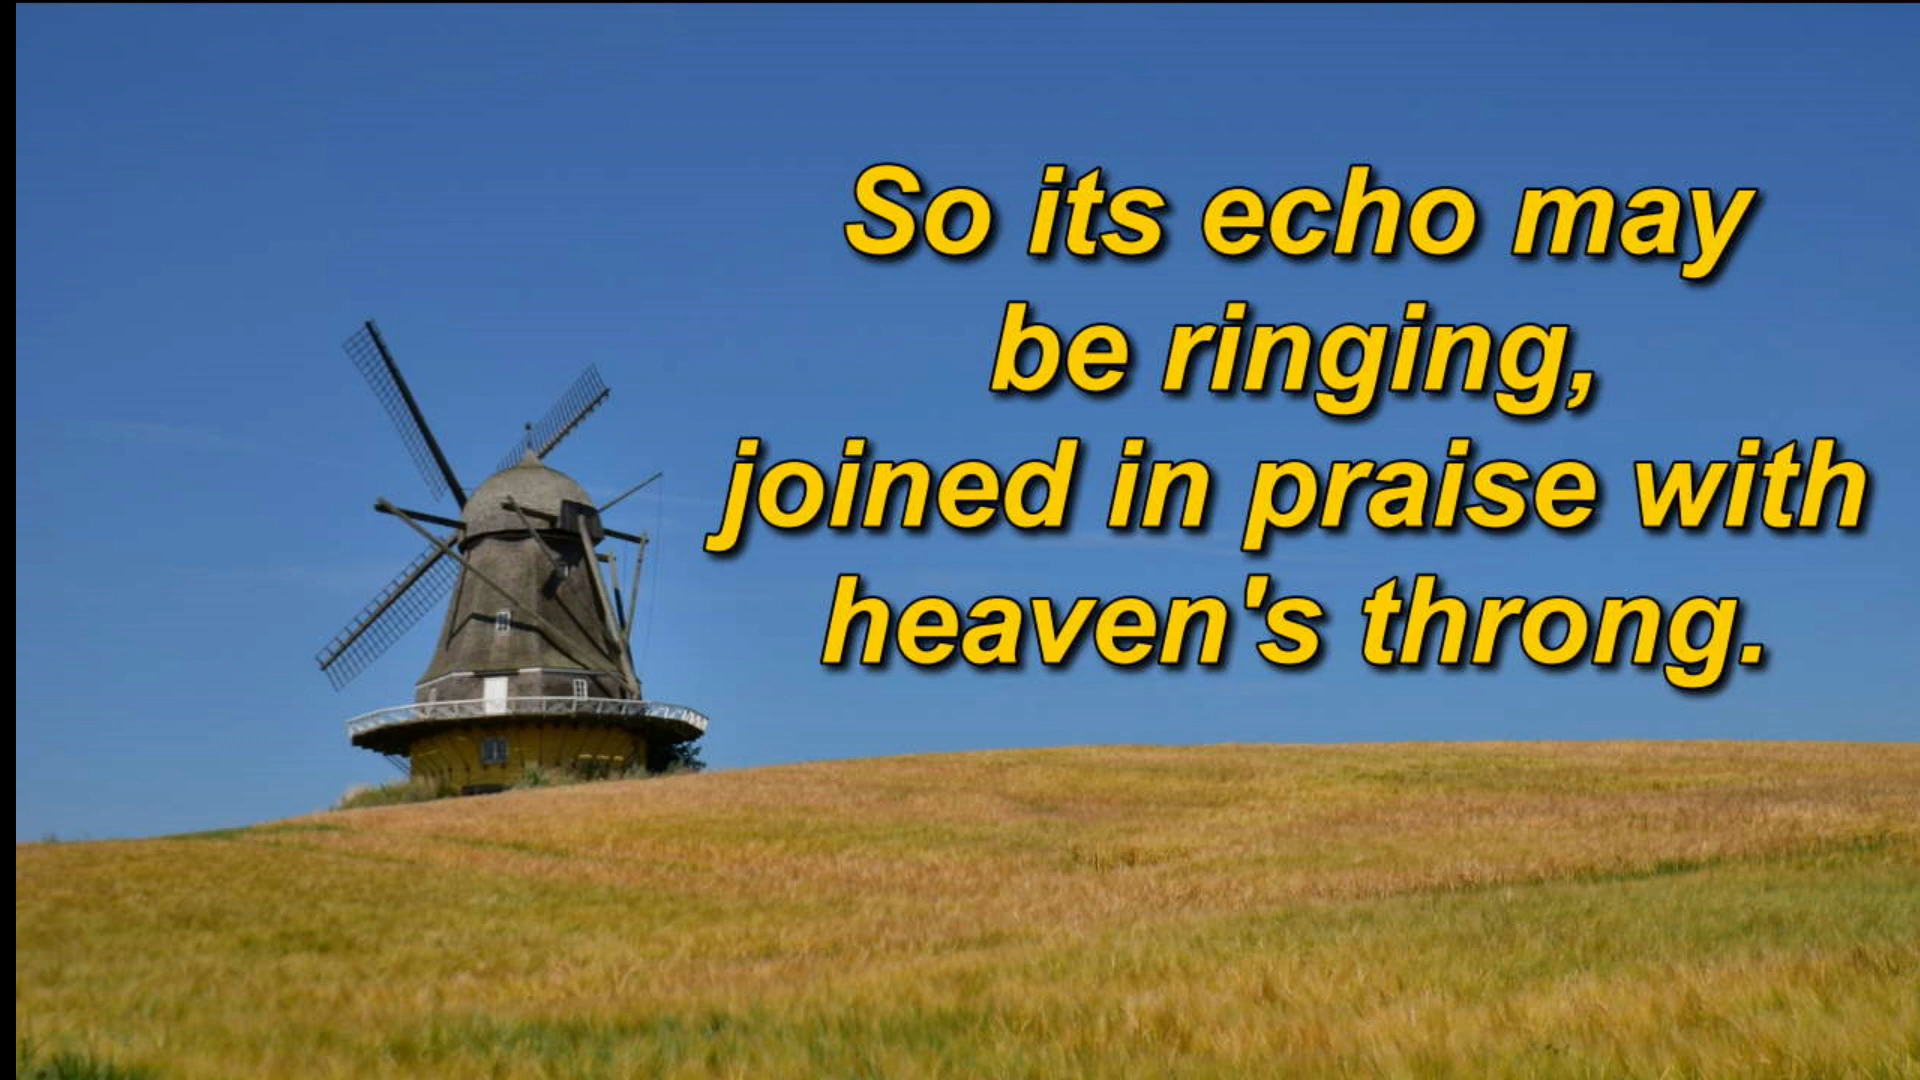 So its echo may
be ringing,
joined in praise with
heaven's throng.